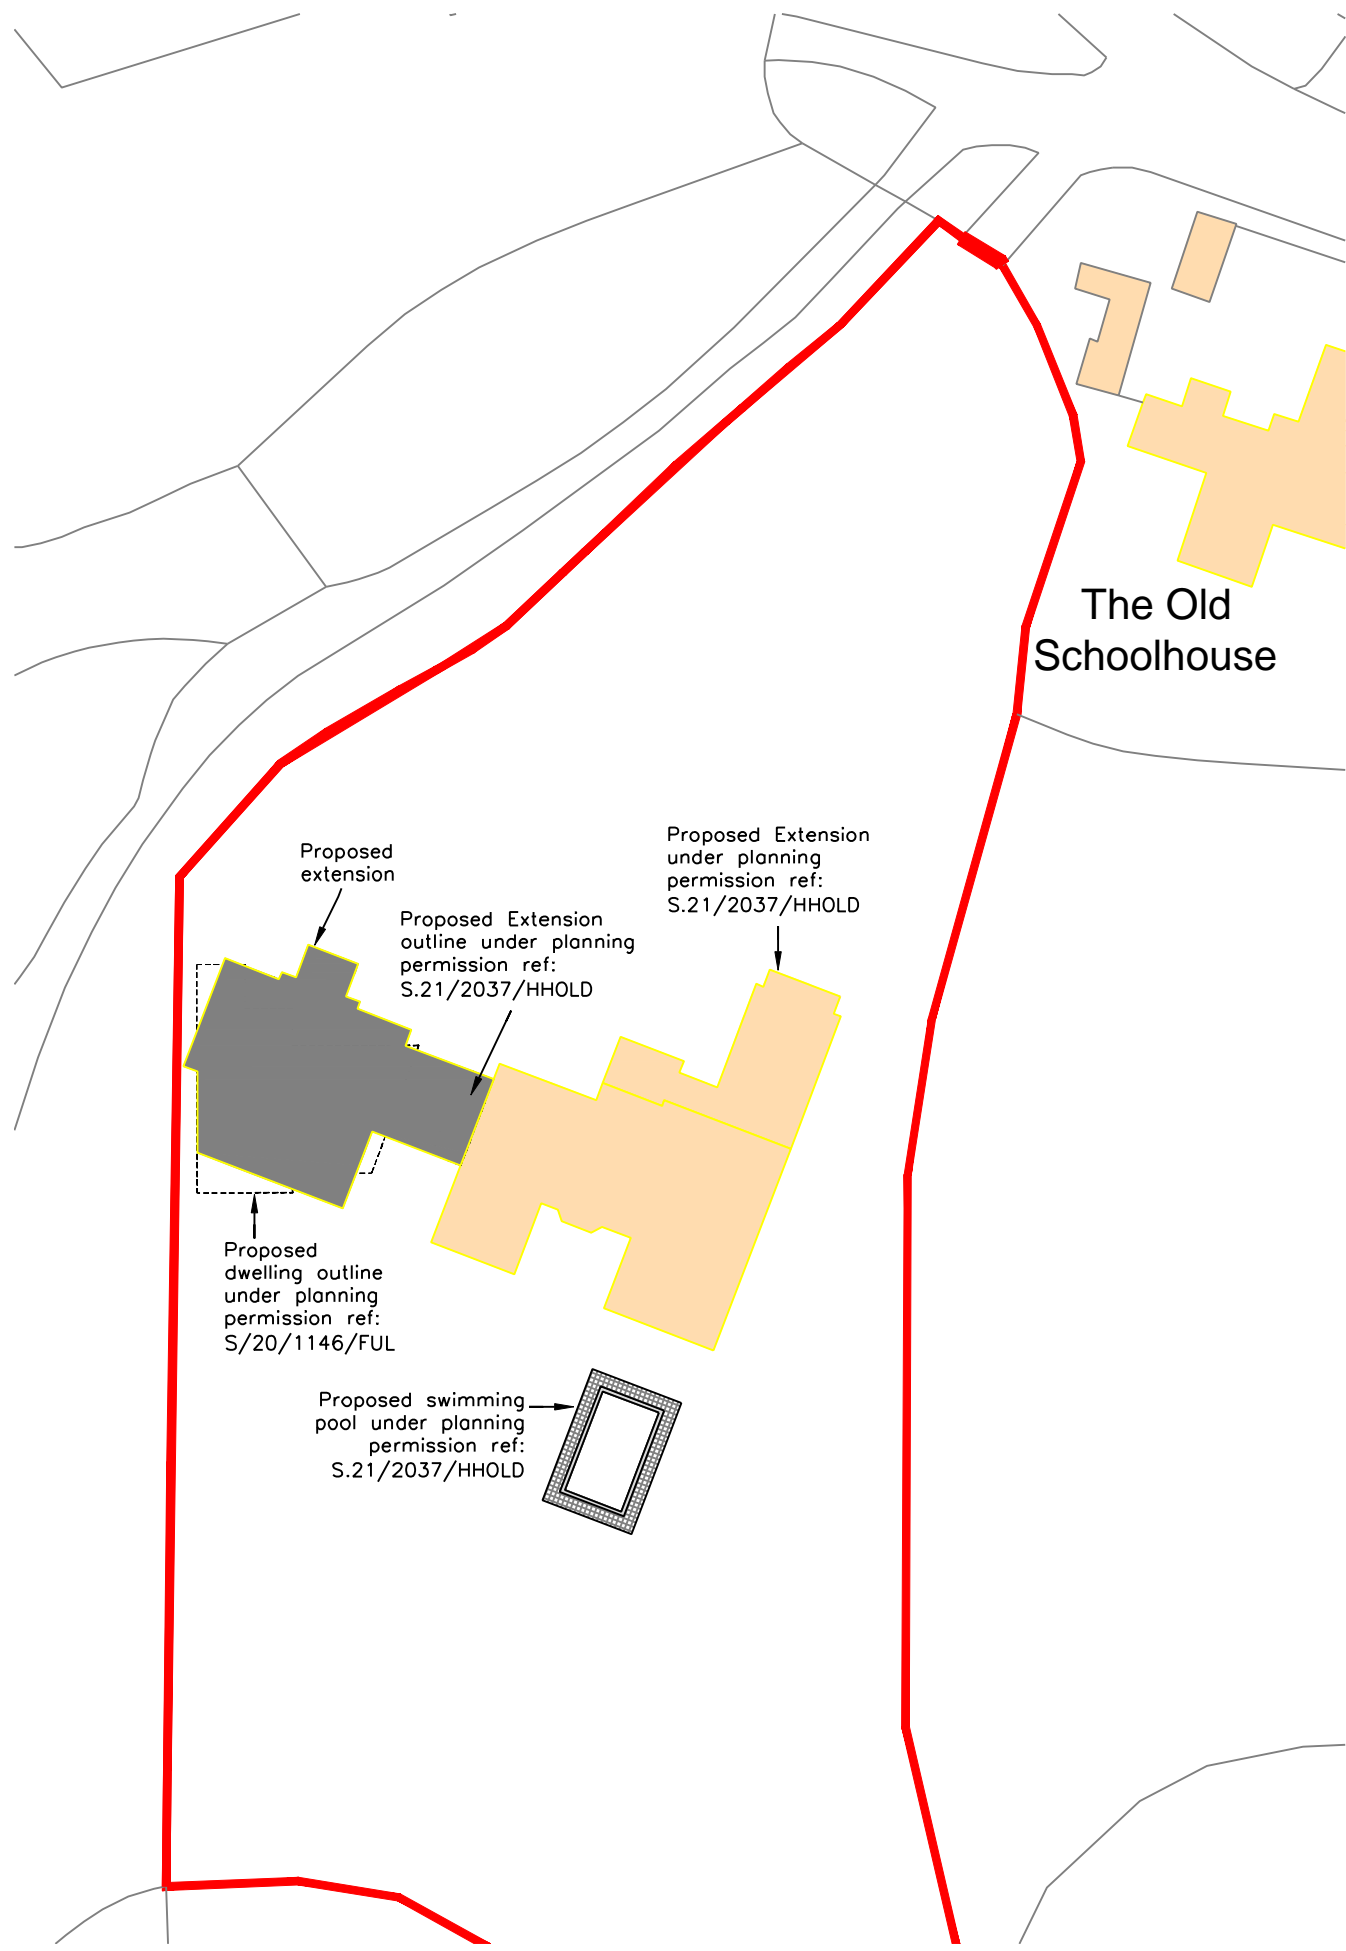 The Old
Schoolhouse
Proposed Extension
under planning
permission ref:
S.21/2037/HHOLD
Proposed
extension
Proposed Extension
outline under planning
permission ref:
S.21/2037/HHOLD
Proposed
dwelling outline
under planning
permission ref:
S/20/1146/FUL
Proposed swimming
pool under planning
permission ref:
S.21/2037/HHOLD